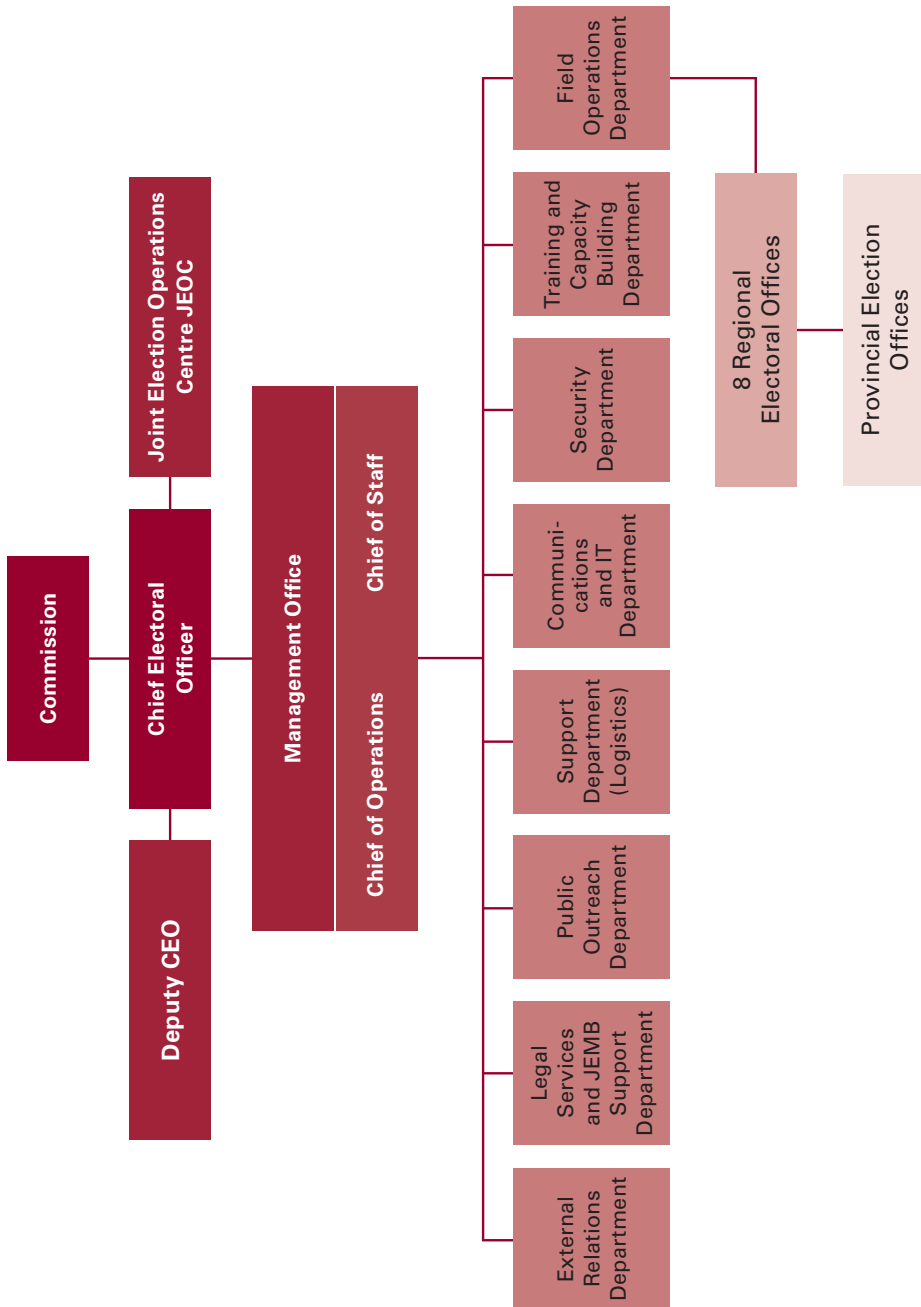 Commission
Deputy CEO
Chief Electoral
Officer
Joint Election Operations
Centre JEOC
Management Office
Chief of Operations
Chief of Staff
External
Relations
Department
Legal
Services
and JEMB
Support
Department
Public
Outreach
Department
Support
Department
(Logistics)
Communi-
cations
and IT
Department
Security
Department
Training and
Capacity
Building
Department
Field
Operations
Department
8 Regional
Electoral Offices
Provincial Election
Offices